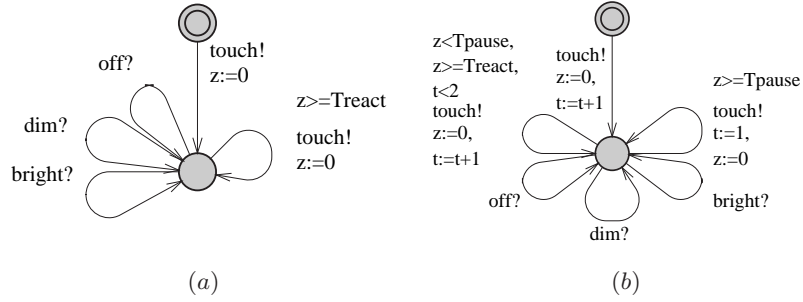 touch!
z:=0
off?
dim?
bright?
z>=Treact
touch!
z:=0
(a)
z<Tpause,
z>=Treact,
t<2
touch!
z:=0,
t:=t+1
touch!
z:=0,
t:=t+1
z>=Tpause
touch!
t:=1,
z:=0
off?
dim?
bright?
(b)